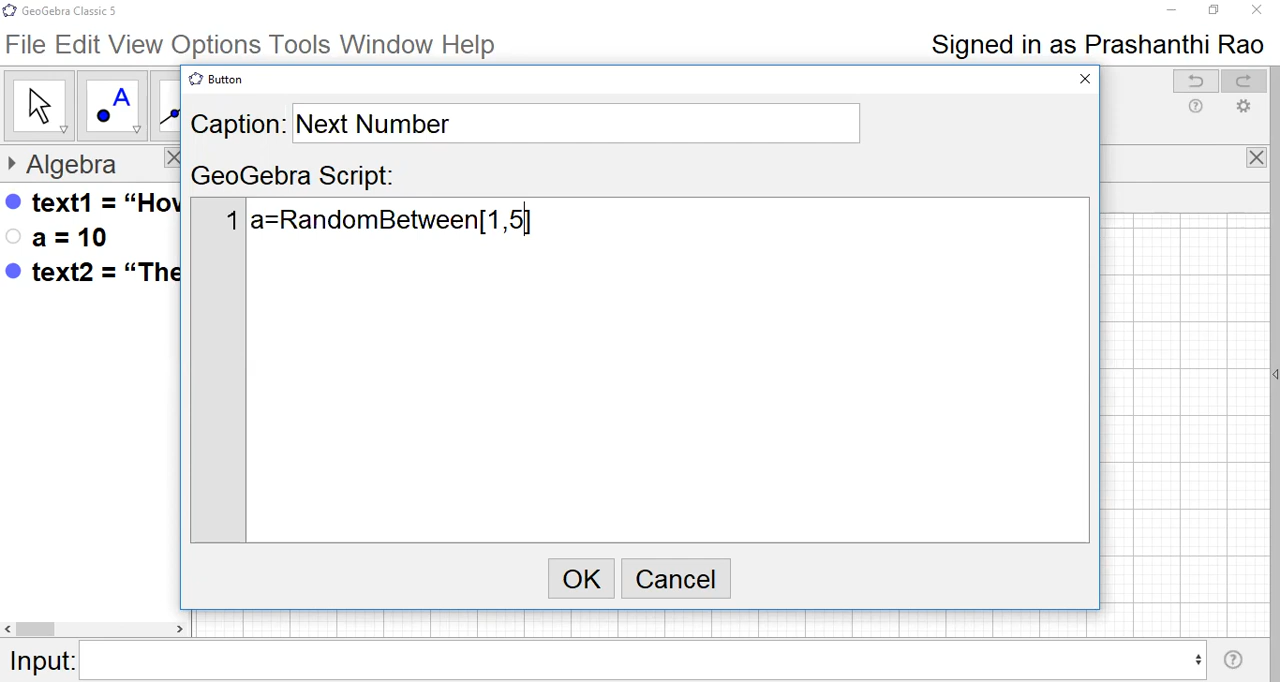 GeoGebra Classic 5
File Edit View Options Tools Window Help
Signed in as Prashanthi Rao
Button
A
Caption: Next Number
Algebra
GeoGebra Script:
text1 = “How
1 a=RandomBetween[1,5]
a = 10
text2 = “The
OK Cancel
Input: